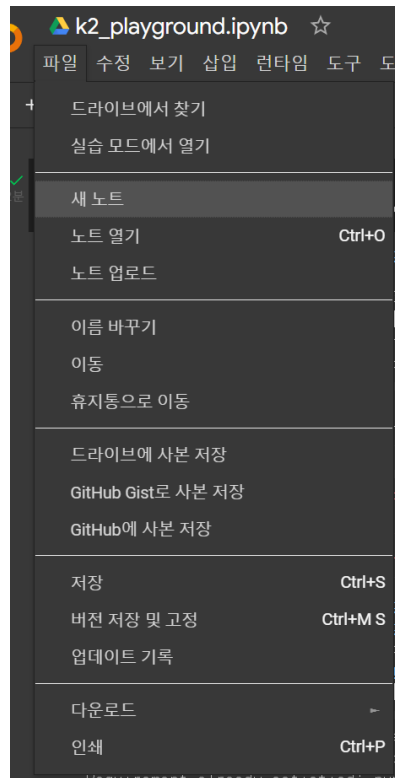 k2_playground.ipynb
파일 수정 보기 삽입 런타임 도구
드라이브에서 찾기
실습 모드에서 열기
새 노트
노트 열기 Ctrl+O
노트 업로드
이름 바꾸기
이동
휴지통으로 이동
드라이브에 사본 저장
GitHub Gist로 사본 저장
GitHub에 사본 저장
저장 Ctrl+S
버전 저장 및 고정 Ctrl+M S
업데이트 기록
다운로드
인쇄 Ctrl+P